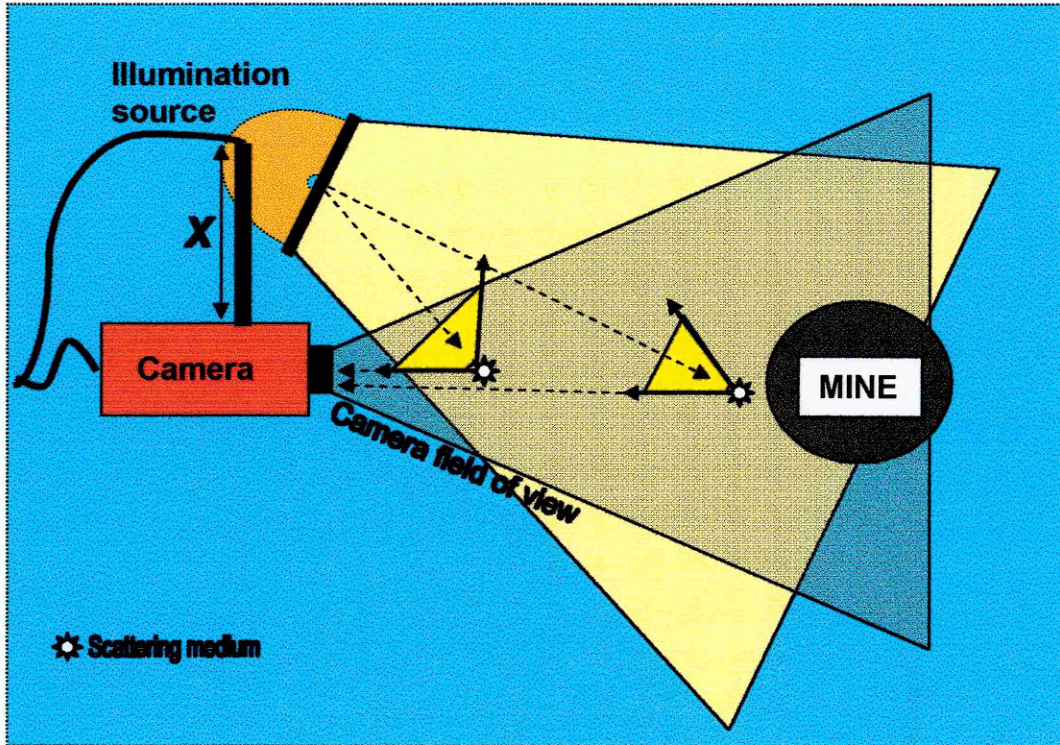 Illumination
source
X
Camera
MINE
Camera field of view
Scattering medium